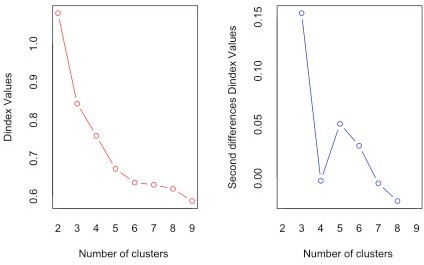 Dindex Values
1.0
0.9
0.8
0.7
0.6
2 3 4 5 6 7 8 9
Number of clusters
Second differences Dindex Values
0.15
0.10
0.05
0.00
2 3 4 5 6 7 8 9
Number of clusters